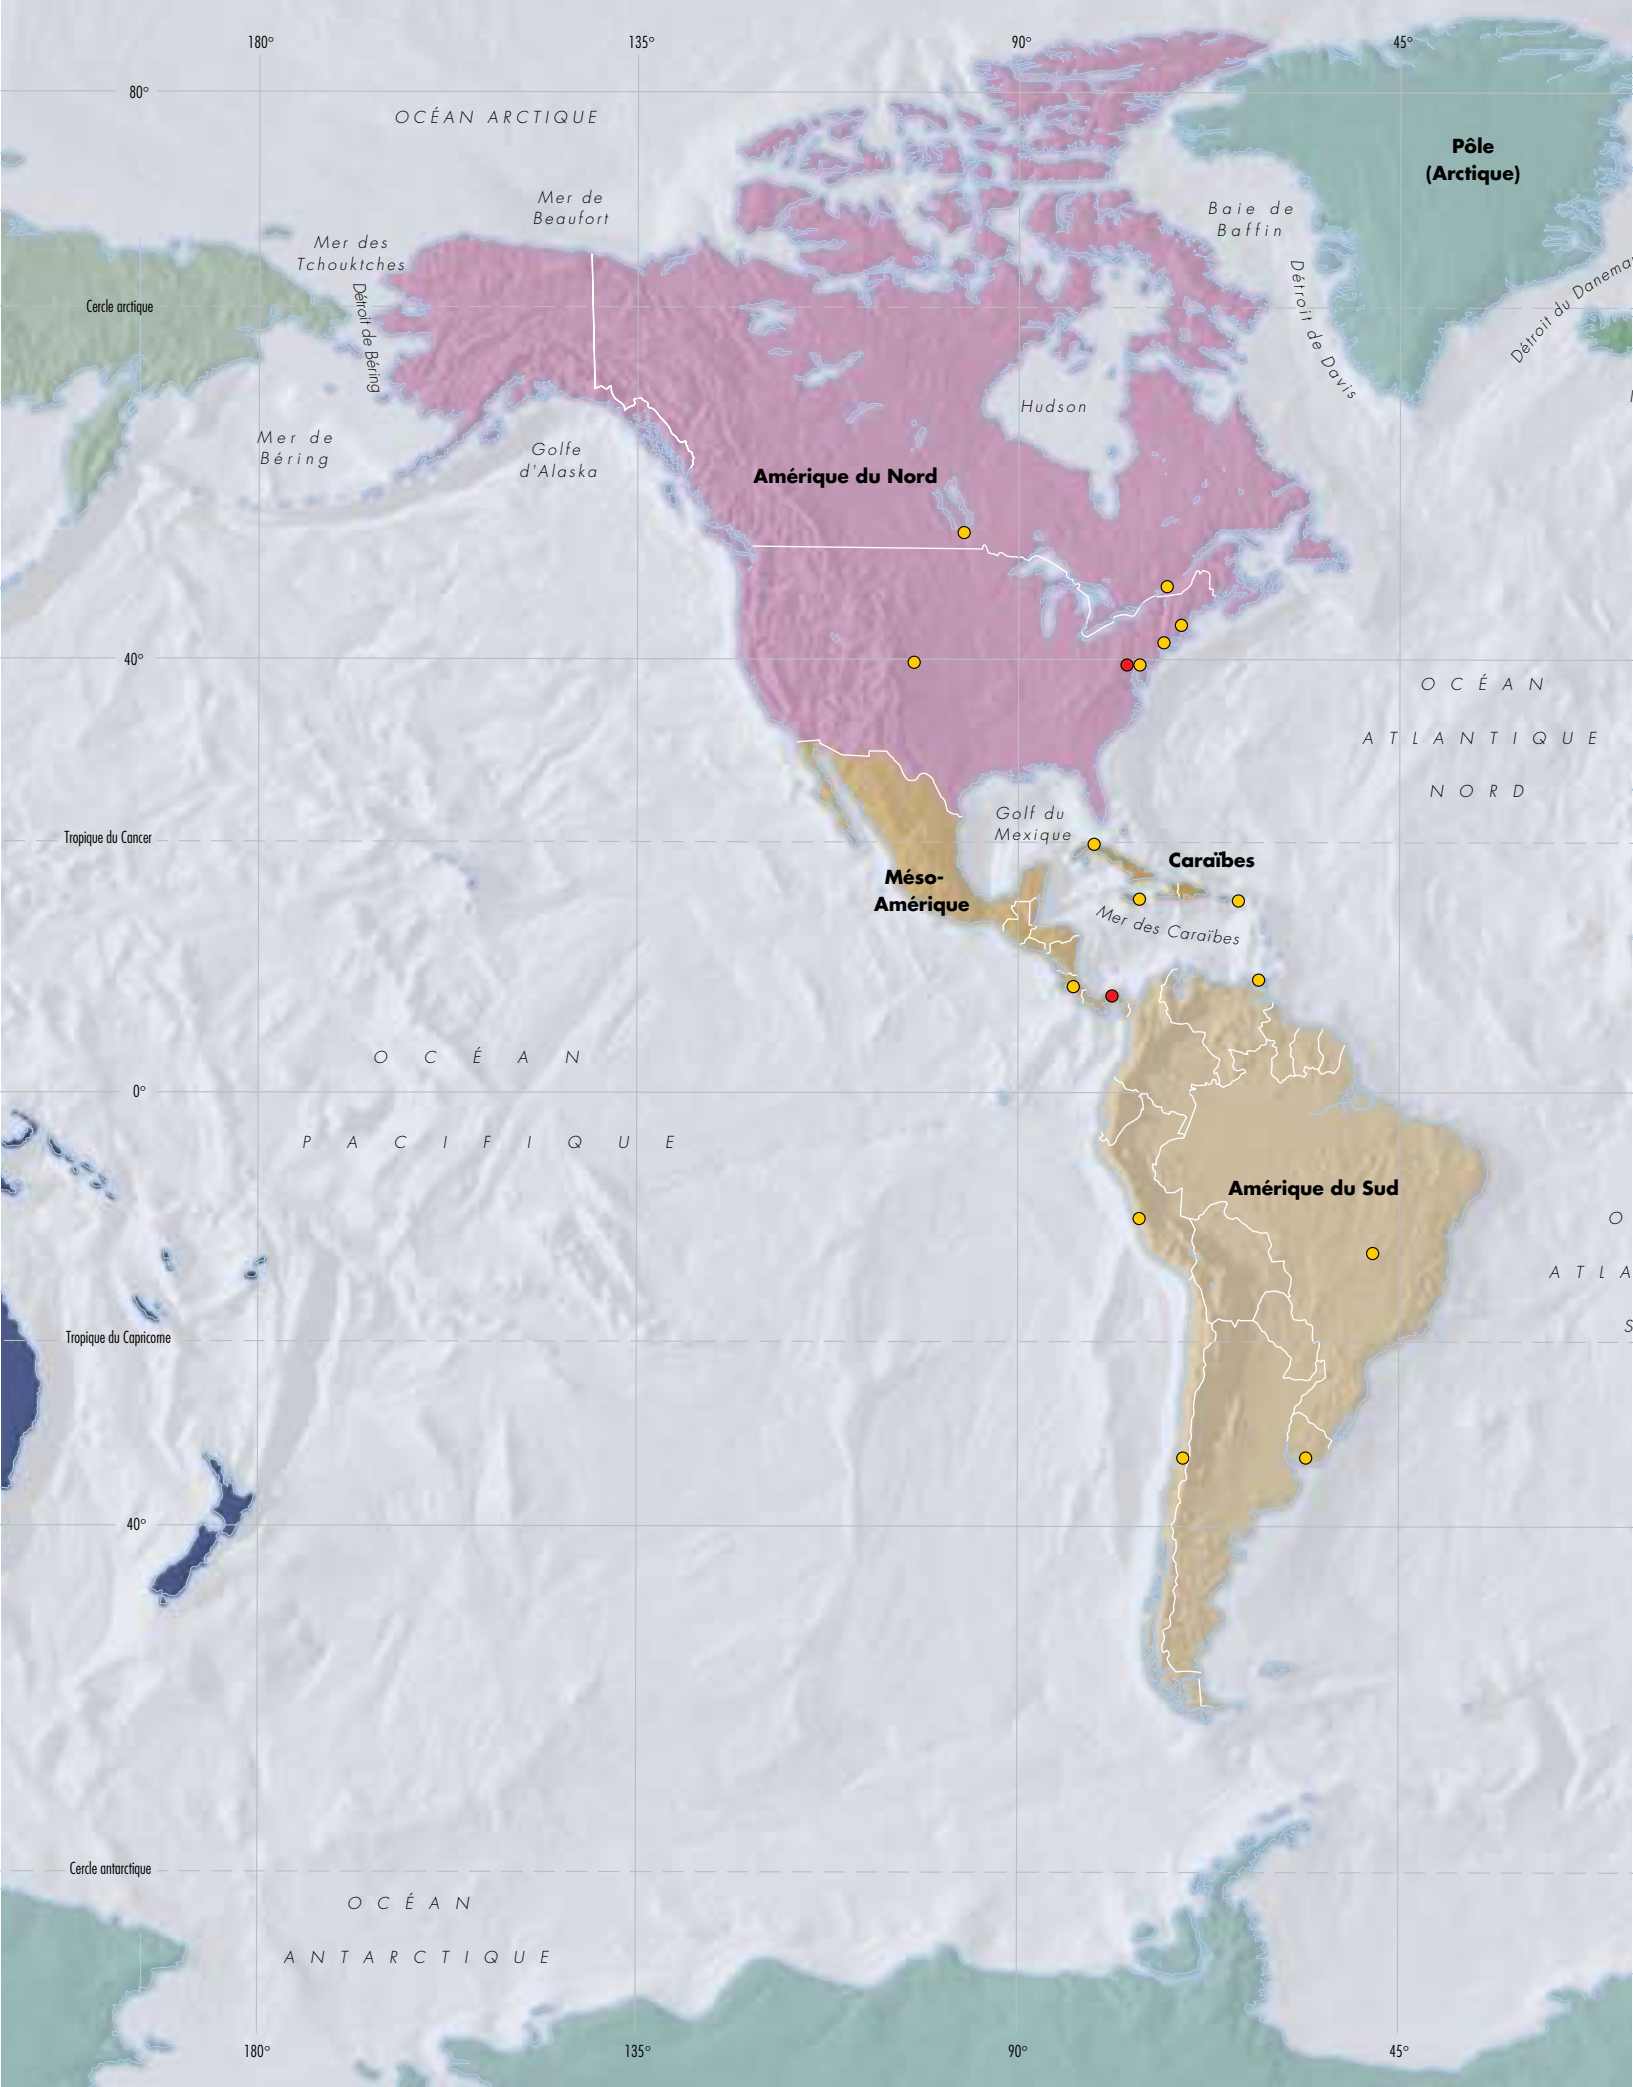 180°
135°
90°
45°
80°
OCÉAN ARCTIQUE
Pôle
(Arctique)
Mer de
Beaufort
Baie de
Baffin
Mer des
Tchouktches
Détroit de Béring
Détroit de Davis
Détroit du Danemar
Cercle arctique
Hudson
Mer de
Béring
Golfe
d'Alaska
Amérique du Nord
40°
OCÉAN
ATLANTIQUE
NORD
Golf du
Mexique
Tropique du Cancer
Caraïbes
Méso-
Amérique
Mer des Caraïbes
OCÉAN
0°
PACIFIQUE
Amérique du Sud
O
ATLA
S
Tropique du Capricorne
40°
Cercle antarctique
OCÉAN
ANTARCTIQUE
180°
135°
90°
45°